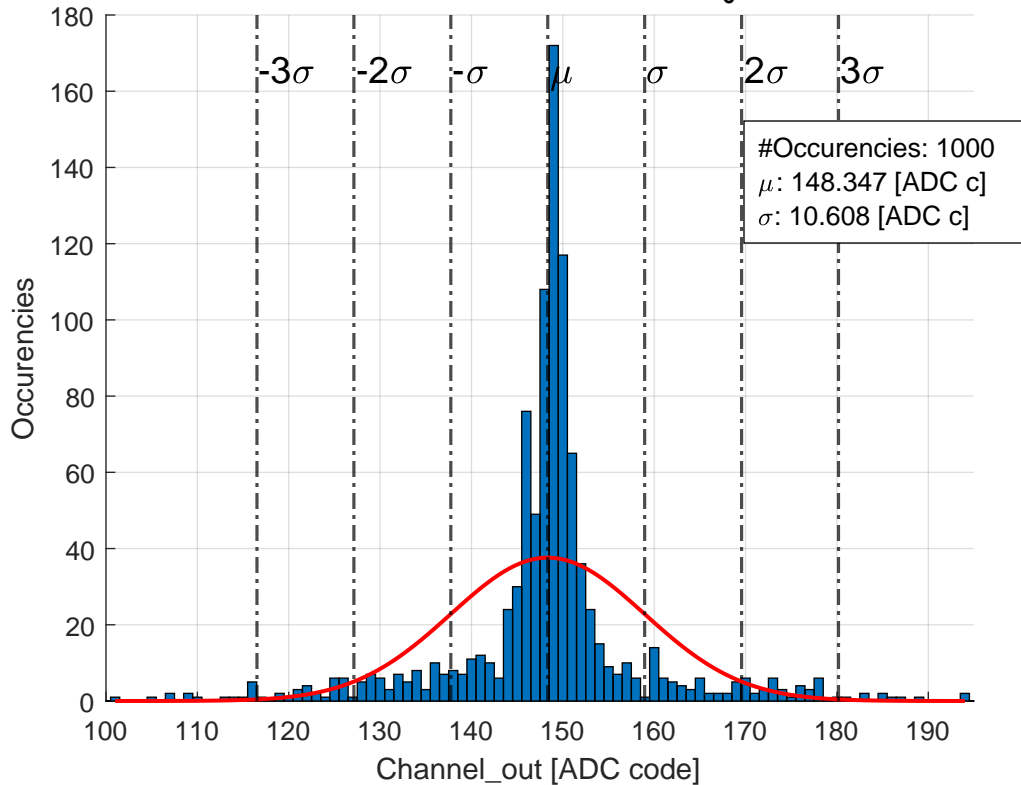 180
160
140
120
100
80
60
40
20
0
Occurencies
-3σ -2σ -σ μ σ 2σ 3σ
#Occurencies: 1000
μ: 148.347 [ADC c]
σ: 10.608 [ADC c]
100 110 120 130 140 150 160 170 180 190
Channel_out [ADC code]